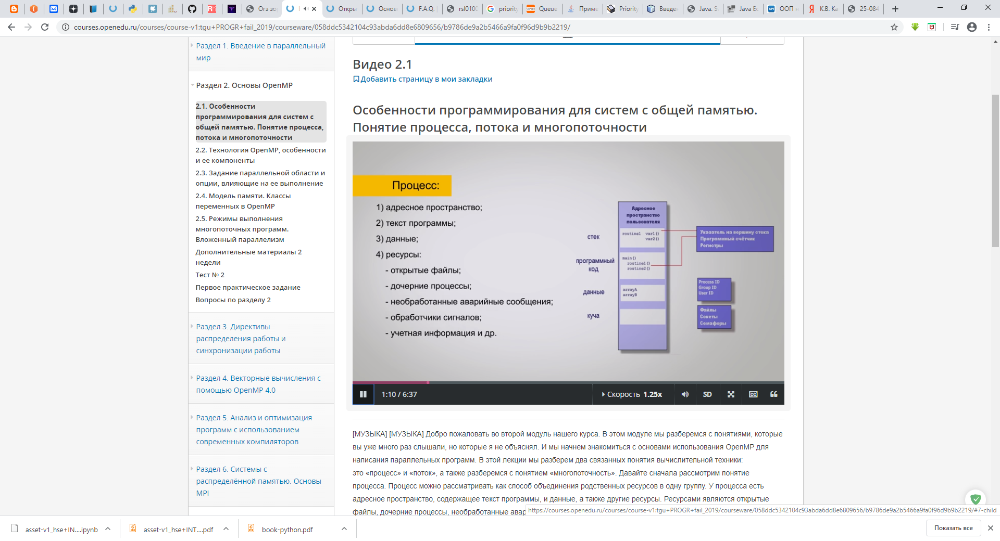 Огэ зо
Откры
Основ
F.A.Q.
rsl010
priority
Queue
Приме
Priority
Введен
Java. S
Java Ec
ООП н
К.В. Ка
25-084
courses.openedu.ru/courses/course-v1:tgu+PROGR+fail_2019/courseware/058ddc5342104c93abda6dd8e6809656/b9786de9a2b5466a9fa0f96d9b9b2219/
Раздел 1. Введение в параллельный
мир
Раздел 2. Основы OpenMP
2.1. Особенности
программирования для систем с
общей памятью. Понятие процесса,
потока и многопоточности
2.2. Технология OpenMP, особенности
и ее компоненты
2.3. Задание параллельной области и
опции, влияющие на ее выполнение
2.4. Модель памяти. Классы
переменных в OpenMP
2.5. Режимы выполнения
многопоточных программ.
Вложенный параллелизм
Дополнительные материалы 2
недели
Тест № 2
Первое практическое задание
Вопросы по разделу 2
Раздел 3. Директивы
распределения работы и
синхронизации работы
Раздел 4. Векторные вычисления с
помощью OpenMP 4.0
Раздел 5. Анализ и оптимизация
программ с использованием
современных компиляторов
Раздел 6. Системы с
распределённой памятью. Основы
MPI
Видео 2.1
Добавить страницу в мои закладки
Особенности программирования для систем с общей памятью.
Понятие процесса, потока и многопоточности
Процесс:
1) адресное пространство;
2) текст программы;
3) данные;
4) ресурсы:
- открытые файлы;
- дочерние процессы;
- необработанные аварийные сообщения;
- обработчики сигналов;
- учетная информация и др.
стек
программный
код
данные
куча
Адресное
пространство
пользователя
routine1 var1()
var2()
main()
routine1()
routine2()
arrayA
arrayB
Указатель на вершину стека
Программный счётчик
Регистры
Process ID
Group ID
User ID
Файлы
Сокеты
Семафоры
1:10 / 6:37
Скорость 1.25x
SD
CC
[МУЗЫКА] [МУЗЫКА] Добро пожаловать во второй модуль нашего курса. В этом модуле мы разберемся с понятиями, которые
вы уже много раз слышали, но которые я не объяснял. И мы начнем знакомиться с основами использования OpenMP для
написания параллельных программ. В этой лекции мы разберем два связанных понятия вычислительной техники:
это «процесс» и «поток», а также разберемся с понятием «многопоточность». Давайте сначала рассмотрим понятие
процесса. Процесс можно рассматривать как способ объединения родственных ресурсов в одну группу. У процесса есть
адресное пространство, содержащее текст программы, и данные, а также другие ресурсы. Ресурсами являются открытые
файлы, дочерние процессы, необработанные авар
https://courses.openedu.ru/courses/course-v1:tgu+PROGR+fail_2019/courseware/058ddc5342104c93abda6dd8e6809656/b9786de9a2b5466a9fa0f96d9b9b2219/#7-child
asset-v1_hse+IN....ipynb
asset-v1_hse+INT....pdf
book-python.pdf
Показать все